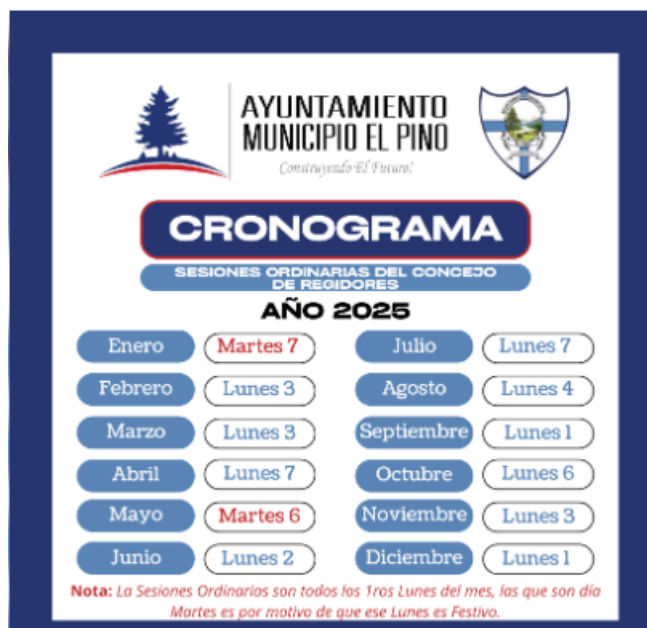 AYUNTAMIENTO
MUNICIPIO EL PINO
Construyendo El Futuro!
CRONOGRAMA
SESIONES ORDINARIAS DEL CONCEJO
DE REGIDORES
AÑO 2025
Enero Martes 7
Febrero Lunes 3
Marzo Lunes 3
Abril Lunes 7
Mayo Martes 6
Junio Lunes 2
Julio Lunes 7
Agosto Lunes 4
Septiembre Lunes 1
Octubre Lunes 6
Noviembre Lunes 3
Diciembre Lunes 1
Nota: La Sesiones Ordinarias son todos los 1ros Lunes del mes, las que son día
Martes es por motivo de que ese Lunes es Festivo.